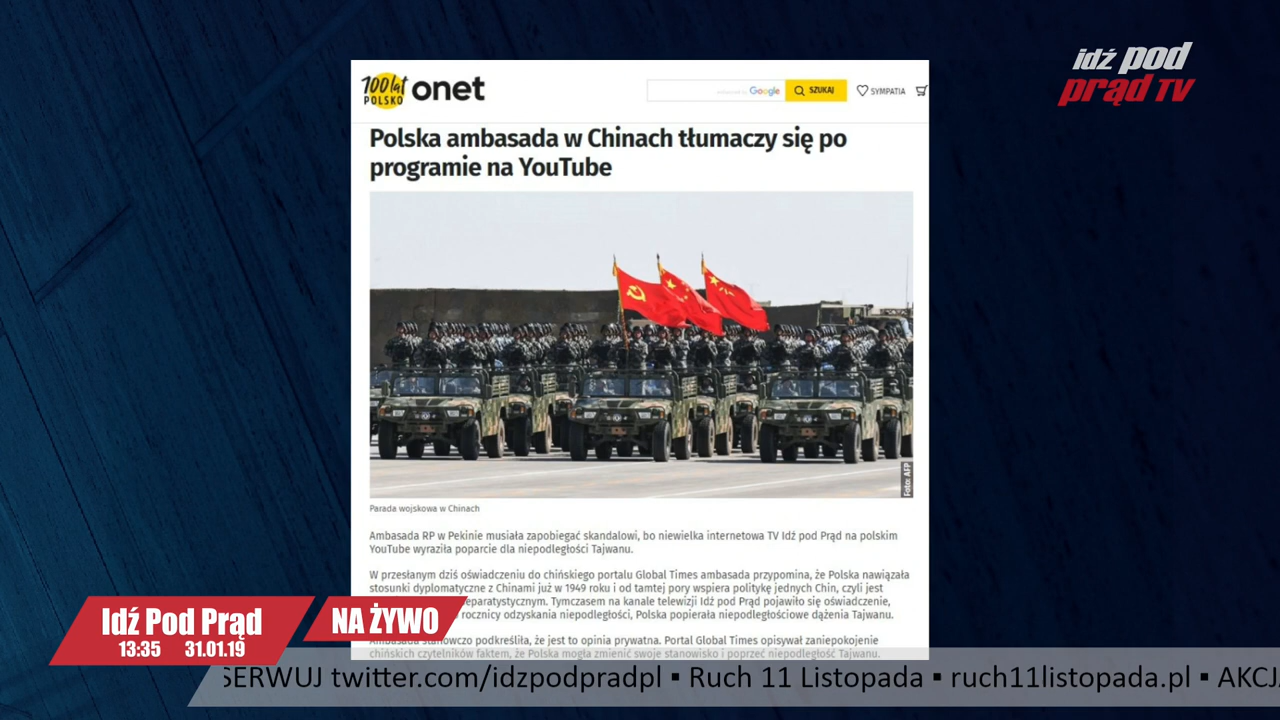 idź pod
prąd TV
100 lat
POLSKO
onet
Google
SZUKAJ
SYMPATIA
Polska ambasada w Chinach tłumaczy się po
programie na YouTube
Foto: AFP
Parada wojskowa w Chinach
Ambasada RP w Pekinie musiała zapobiegać skandalowi, bo niewielka internetowa TV Idź pod Prąd na polskim
YouTube wyraziła poparcie dla niepodległości Tajwanu.
W przesłanym dziś oświadczeniu do chińskiego portalu Global Times ambasada przypomina, że Polska nawiązała
stosunki dyplomatyczne z Chinami już w 1949 roku i od tamtej pory wspiera politykę jednych Chin, czyli jest
eparatystycznym. Tymczasem na kanale telewizji Idź pod Prąd pojawiło się oświadczenie,
rocznicy odzyskania niepodległości, Polska popierała niepodległościowe dążenia Tajwanu.
Ambasada stanowczo podkreśliła, że jest to opinia prywatna. Portal Global Times opisywał zaniepokojenie
chińskich czytelników faktem, że Polska mogła zmienić swoje stanowisko i poprzeć niepodległość Tajwanu.
Idź Pod Prąd
NA ŻYWO
13:35 31.01.19
SERWUJ twitter.com/idzpodpradpl ▪ Ruch 11 Listopada ▪ ruch11listopada.pl ▪ AKCJ